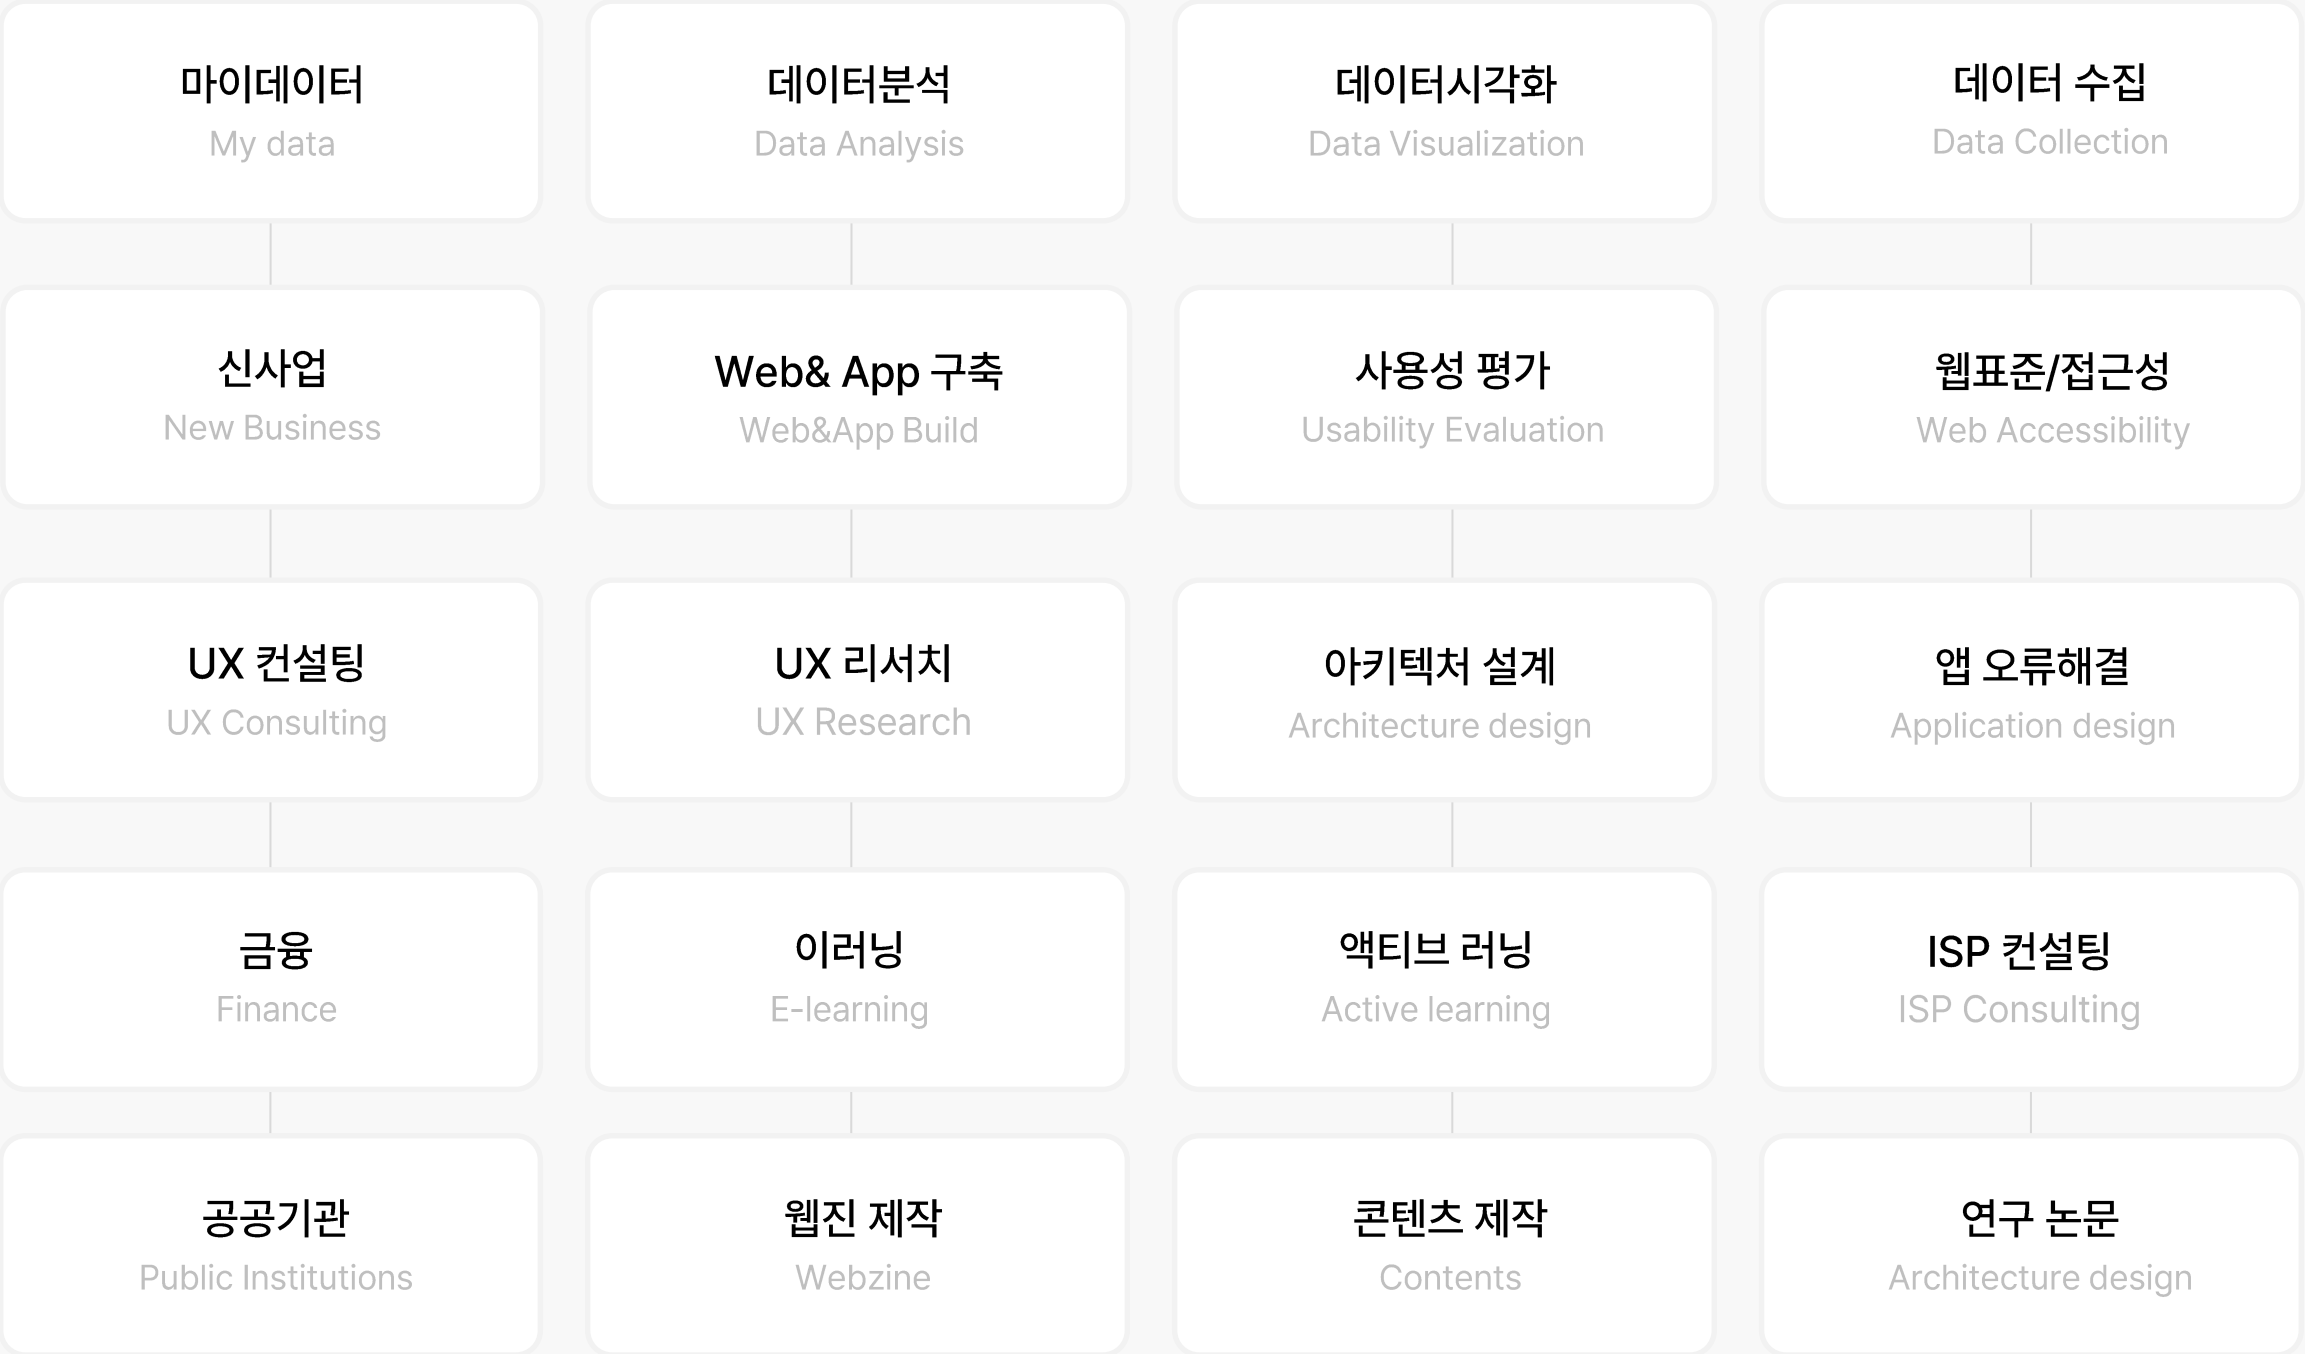 마이데이터
My data
데이터분석
Data Analysis
데이터시각화
Data Visualization
데이터 수집
Data Collection
신사업
New Business
Web& App 구축
Web&App Build
사용성 평가
Usability Evaluation
웹표준/접근성
Web Accessibility
UX 컨설팅
UX Consulting
UX 리서치
UX Research
아키텍처 설계
Architecture design
앱 오류해결
Application design
금융
Finance
이러닝
E-learning
액티브 러닝
Active learning
ISP 컨설팅
ISP Consulting
공공기관
Public Institutions
웹진 제작
Webzine
콘텐츠 제작
Contents
연구 논문
Architecture design